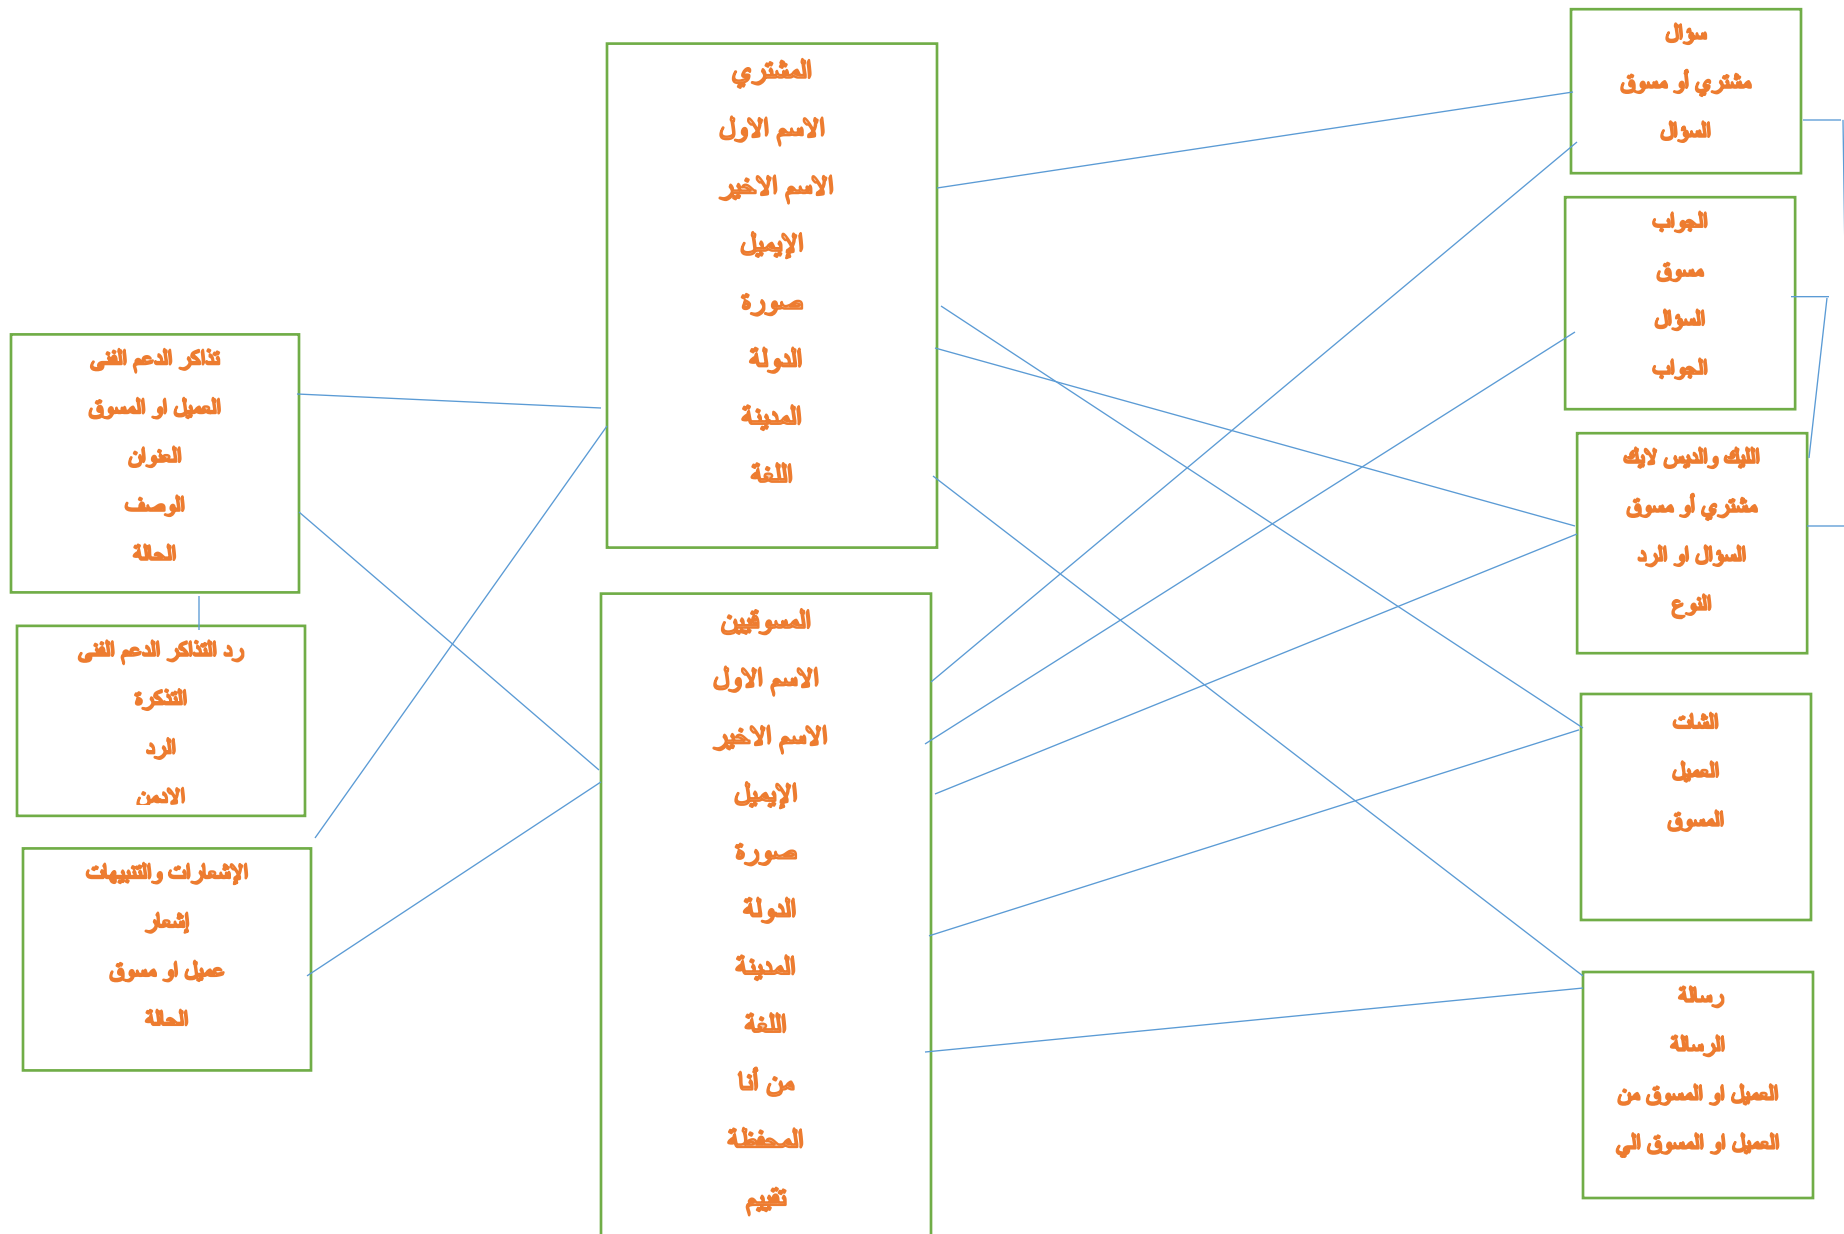 سؤال
مشتري أو مسوق
السؤال
الجواب
مسوق
السؤال
الجواب
الليك والديس لايك
مشتري أو مسوق
السؤال او الرد
النوع
الشات
العميل
المسوق
رسالة
الرسالة
العميل او المسوق من
العميل او المسوق الي
المشتري
الاسم الاول
الاسم الاخير
الإيميل
صورة
الدولة
المدينة
اللغة
المسوقيين
الاسم الاول
الاسم الاخير
الإيميل
صورة
الدولة
المدينة
اللغة
من أنا
المحفظة
تقييم
تذاكر الدعم الفنى
العميل او المسوق
العنوان
الوصف
الحالة
رد التذاكر الدعم الفنى
التذكرة
الرد
الادمن
الإشعارات والتنبيهات
إشعار
عميل او مسوق
الحالة